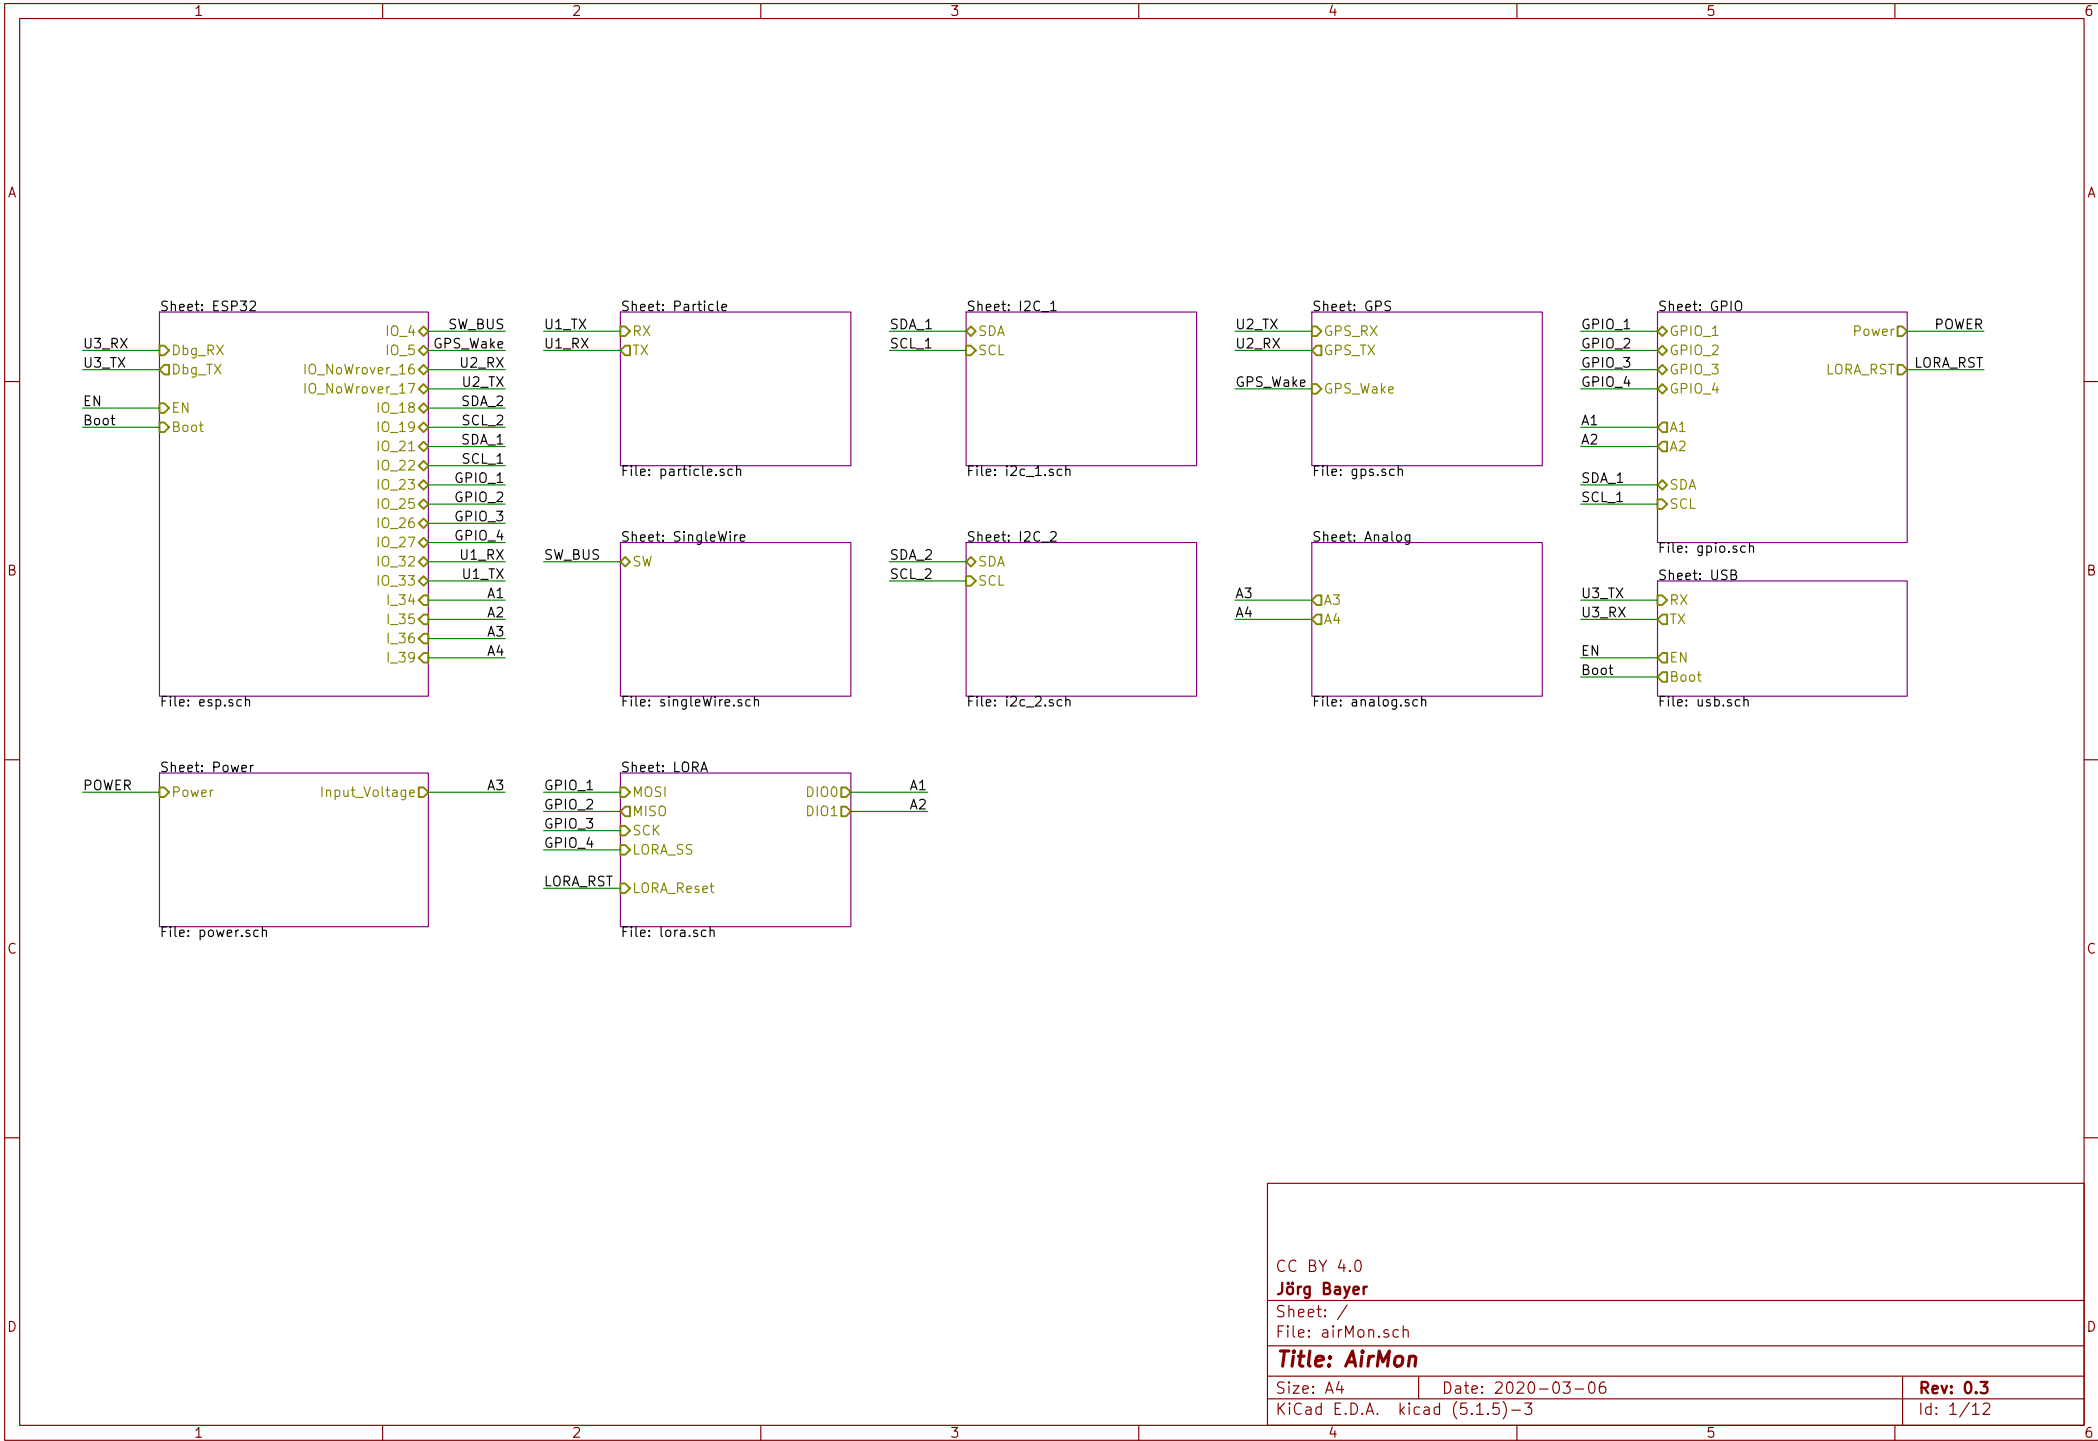 1 2 3 4 5 6
A A
Sheet: ESP32
U3_RX Dbg_RX
U3_TX Dbg_TX
EN EN
Boot Boot
IO_4 SW_BUS
IO_5 GPS_Wake
IO_NoWrover_16 U2_RX
IO_NoWrover_17 U2_TX
IO_18 SDA_2
IO_19 SCL_2
IO_21 SDA_1
IO_22 SCL_1
IO_23 GPIO_1
IO_25 GPIO_2
IO_26 GPIO_3
IO_27 GPIO_4
IO_32 U1_RX
IO_33 U1_TX
I_34 A1
I_35 A2
I_36 A3
I_39 A4
File: esp.sch
Sheet: Particle
U1_TX RX
U1_RX TX
File: particle.sch
Sheet: I2C_1
SDA_1 SDA
SCL_1 SCL
File: i2c_1.sch
Sheet: GPS
U2_TX GPS_RX
U2_RX GPS_TX
GPS_Wake GPS_Wake
File: gps.sch
Sheet: GPIO
GPIO_1 GPIO_1 Power POWER
GPIO_2 GPIO_2
GPIO_3 GPIO_3 LORA_RST LORA_RST
GPIO_4 GPIO_4
A1 A1
A2 A2
SDA_1 SDA
SCL_1 SCL
File: gpio.sch
B B
Sheet: SingleWire
SW_BUS SW
File: singleWire.sch
Sheet: I2C_2
SDA_2 SDA
SCL_2 SCL
File: i2c_2.sch
Sheet: Analog
A3 A3
A4 A4
File: analog.sch
Sheet: USB
U3_TX RX
U3_RX TX
EN EN
Boot Boot
File: usb.sch
Sheet: Power
POWER Power Input_Voltage A3
File: power.sch
Sheet: LORA
GPIO_1 MOSI DIO0 A1
GPIO_2 MISO DIO1 A2
GPIO_3 SCK
GPIO_4 LORA_SS
LORA_RST LORA_Reset
File: lora.sch
C C
CC BY 4.0
Jörg Bayer
Sheet: /
File: airMon.sch
D D
Title: AirMon
Size: A4 Date: 2020-03-06 Rev: 0.3
KiCad E.D.A. kicad (5.1.5)-3 Id: 1/12
1 2 3 4 5 6